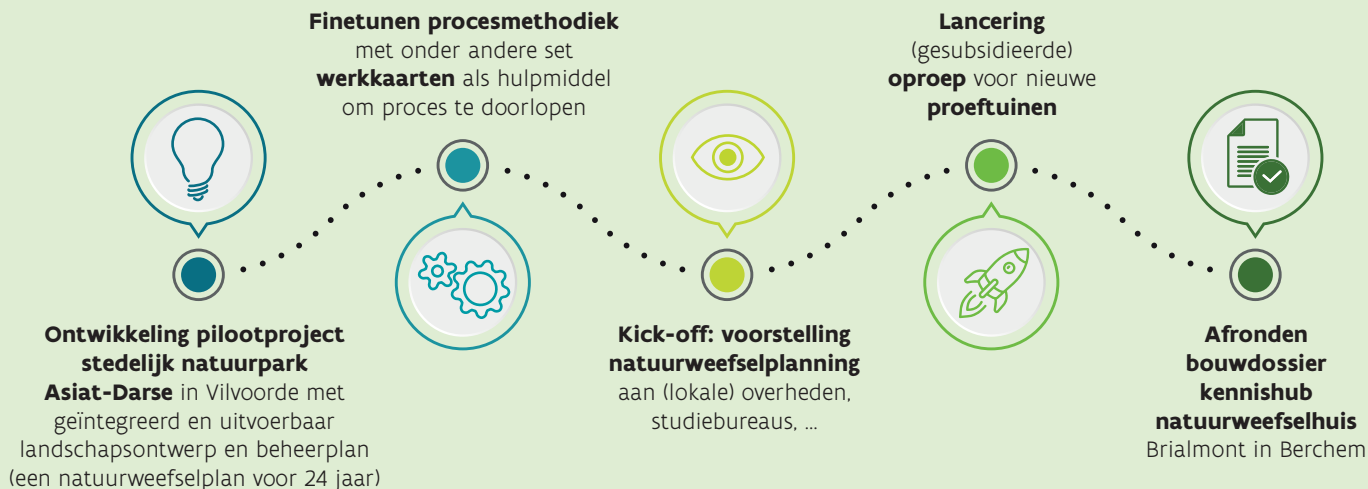 Ontwikkeling pilootproject
stedelijk natuurpark
Asiat-Darse in Vilvoorde met
geïntegreerd en uitvoerbaar
landschapsontwerp en beheerplan
(een natuurweefselplan voor 24 jaar)
Finetunen procesmethodiek
met onder andere set
werkkaarten als hulpmiddel
om proces te doorlopen
Kick-off: voorstelling
natuurweefselplanning
aan (lokale) overheden,
studiebureaus, ...
Lancering
(gesubsidieerde)
oproep voor nieuwe
proeftuinen
Afronden
bouwdossier
kennishub
natuurweefselhuis
Brialmont in Berchem